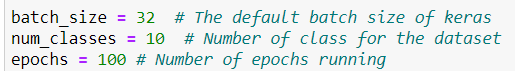 batch_size = 32  # The default batch size of keras
num_classes = 10  # Number of class for the dataset
epochs = 100 # Number of epochs running